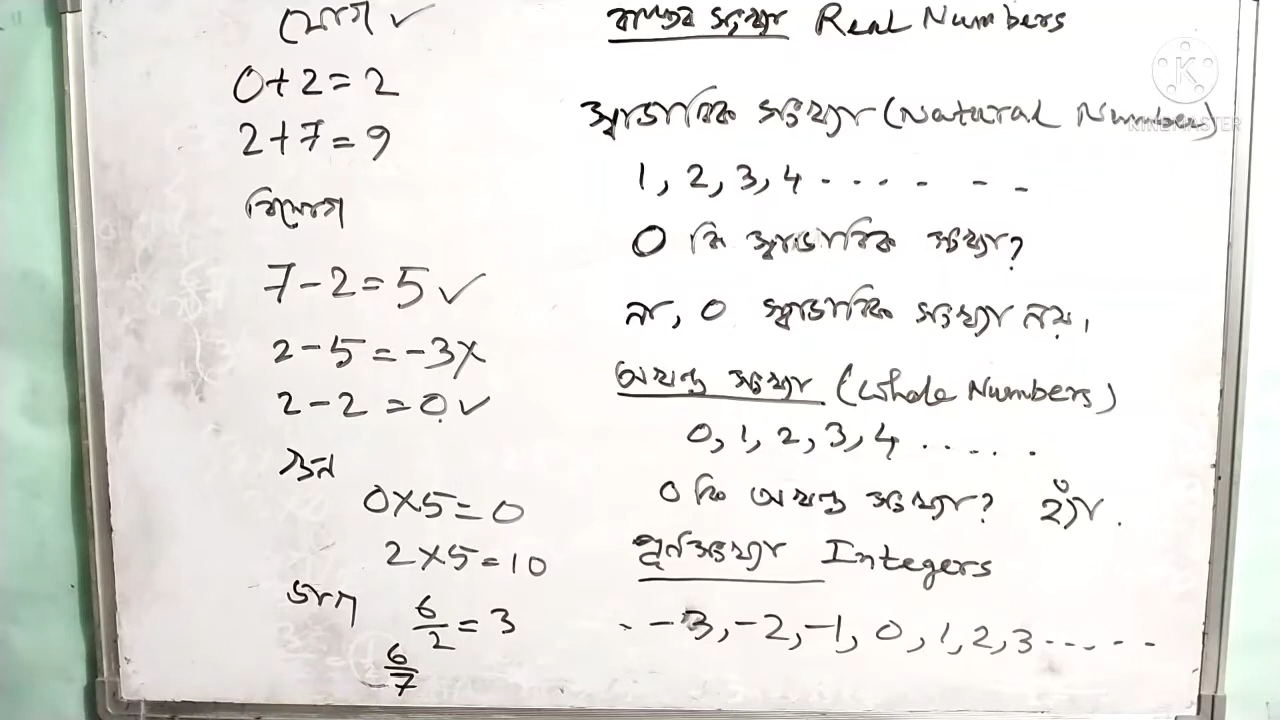 যোগ ✓
0+2=2
2+7=9
বিয়োগ
7-2=5✓
2-5=-3×
2-2=0✓
গুন
0×5=0
2×5=10
ভাগ 6/2=3
6/7
বাস্তব সংখ্যা Real Numbers
স্বাভাবিক সংখ্যা (Natural Numbers)
1, 2, 3, 4 ..... - -
0 কি স্বাভাবিক সংখ্যা?
না, 0 স্বাভাবিক সংখ্যা নয়।
অখন্ড সংখ্যা (Whole Numbers)
0, 1, 2, 3, 4 .....
0 কি অখন্ড সংখ্যা? হ্যাঁ.
পূর্নসংখ্যা Integers
. -3, -2, -1, 0, 1, 2, 3 ......
K
KINEMASTER